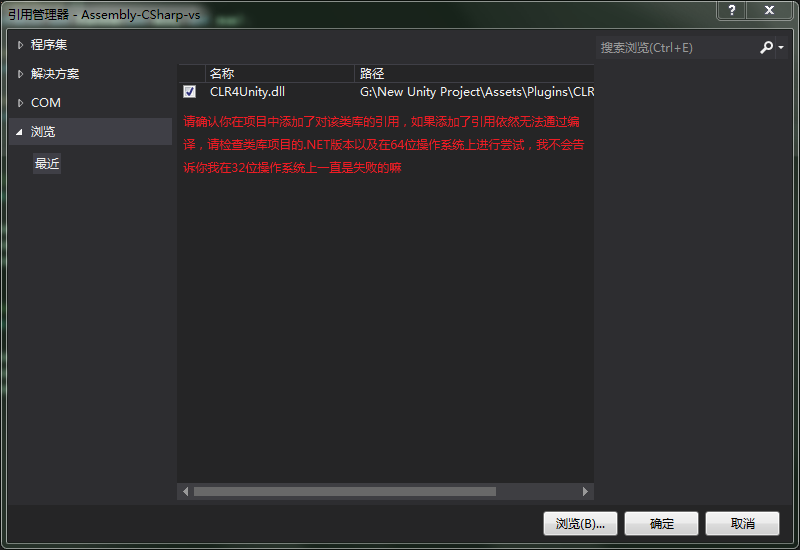 引用管理器 - Assembly-CSharp-vs
程序集
解决方案
COM
浏览
最近
名称 路径
CLR4Unity.dll G:\New Unity Project\Assets\Plugins\CLR
请确认你在项目中添加了对该类库的引用，如果添加了引用依然无法通过编
译，请检查类库项目的.NET版本以及在64位操作系统上进行尝试，我不会告
诉你我在32位操作系统上一直是失败的嘛
搜索浏览(Ctrl+E)
浏览(B)... 确定 取消